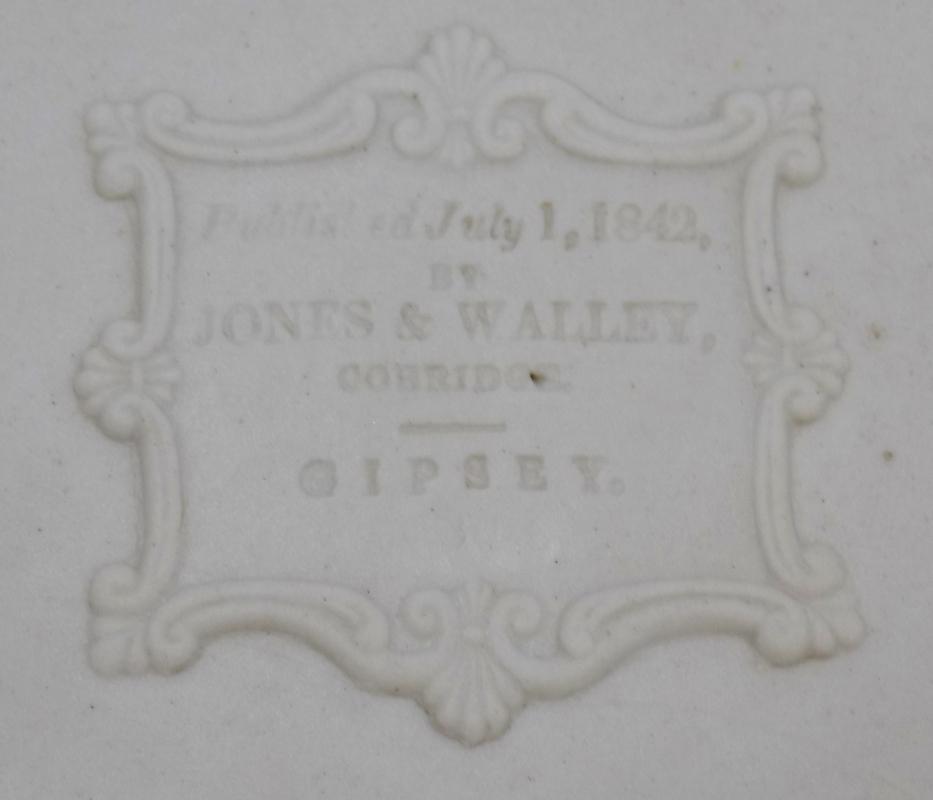 Published July 1, 1842,
BY
JONES & WALLEY,
COBRIDGE.
GIPSEY.